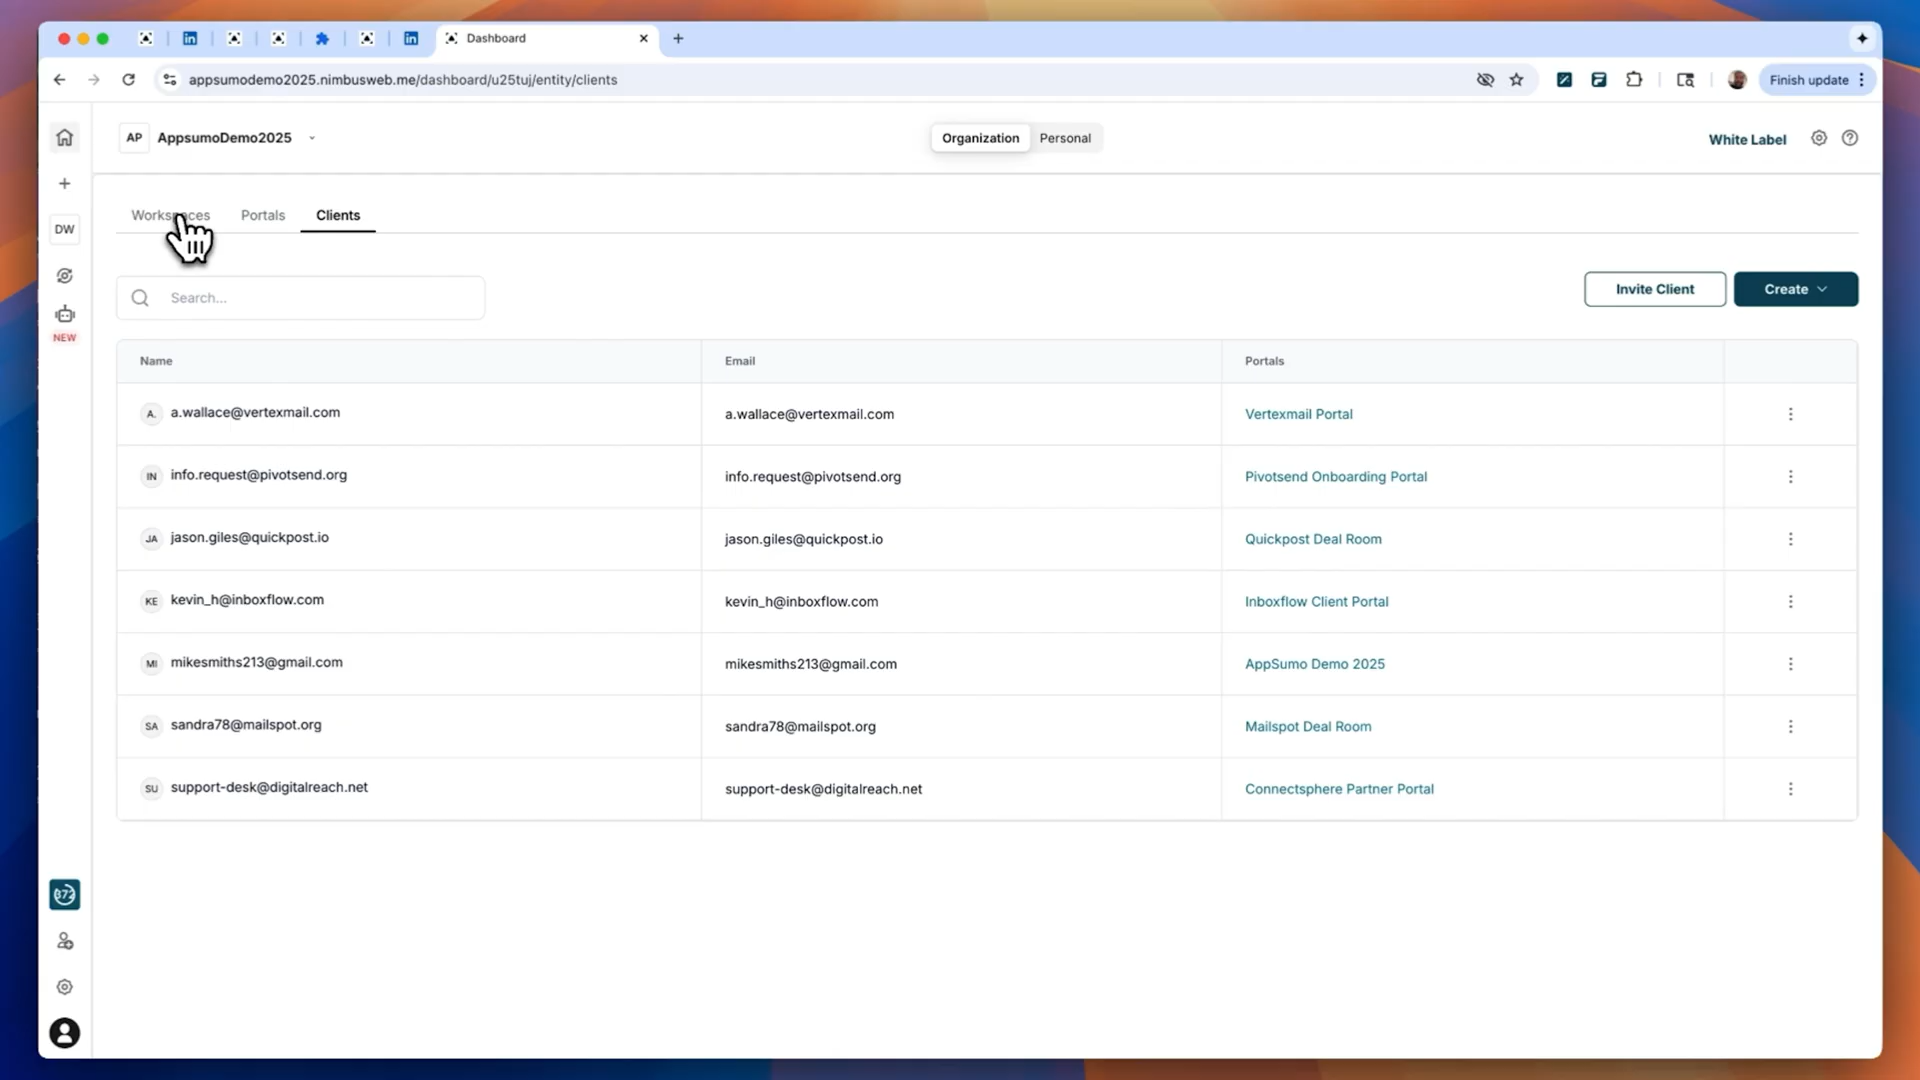 Dashboard
appsumodemo2025.nimbusweb.me/dashboard/u25tuj/entity/clients
Finish update
AP AppsumoDemo2025
Organization Personal
White Label
Workspaces Portals Clients
DW
Search...
Invite Client Create
NEW
Name Email Portals
A. a.wallace@vertexmail.com a.wallace@vertexmail.com Vertexmail Portal
IN info.request@pivotsend.org info.request@pivotsend.org Pivotsend Onboarding Portal
JA jason.giles@quickpost.io jason.giles@quickpost.io Quickpost Deal Room
KE kevin_h@inboxflow.com kevin_h@inboxflow.com Inboxflow Client Portal
MI mikesmiths213@gmail.com mikesmiths213@gmail.com AppSumo Demo 2025
SA sandra78@mailspot.org sandra78@mailspot.org Mailspot Deal Room
SU support-desk@digitalreach.net support-desk@digitalreach.net Connectsphere Partner Portal